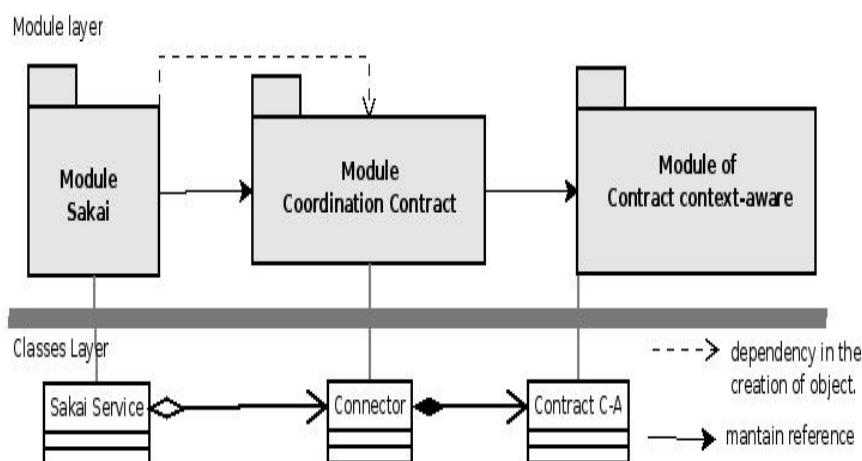 Module layer
Module
Sakai
Module
Coordination Contract
Module of
Contract context-aware
Classes Layer
Sakai Service
Connector
Contract C-A
dependency in the
creation of object.
mantain reference